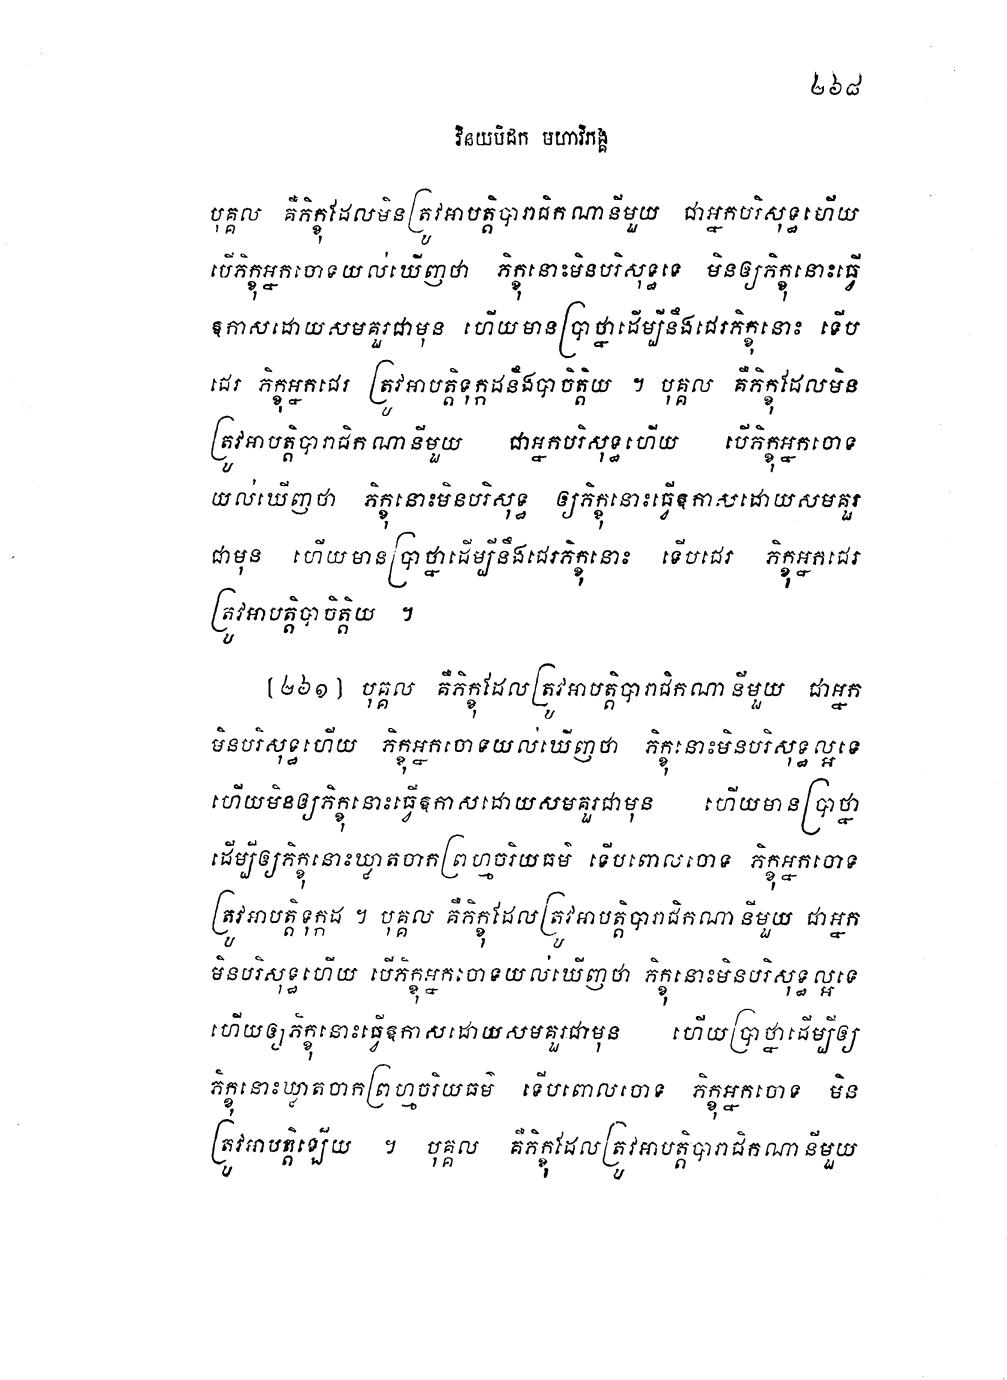 ២៦៨
វិនយបិដក មហាវិភង្គ
បុគ្គល គឺភិក្ខុដែលមិនត្រូវអាបត្តិបារាជិកណានីមួយ ជាអ្នកបរិសុទ្ធហើយ
បើភិក្ខុអ្នកចោទយល់ឃើញថា ភិក្ខុនោះមិនបរិសុទ្ធទេ មិនឲ្យភិក្ខុនោះធ្វើ
ឱកាសដោយសមគួរជាមុន ហើយមានប្រាថ្នាដើម្បីនឹងជេរភិក្ខុនោះ ទើប
ជេរ ភិក្ខុអ្នកជេរ ត្រូវអាបត្តិទុក្កដនឹងបាចិត្តិយ ។ បុគ្គល គឺភិក្ខុដែលមិន
ត្រូវអាបត្តិបារាជិកណានីមួយ ជាអ្នកបរិសុទ្ធហើយ បើភិក្ខុអ្នកចោទ
យល់ឃើញថា ភិក្ខុនោះមិនបរិសុទ្ធ ឲ្យភិក្ខុនោះធ្វើឱកាសដោយសមគួរ
ជាមុន ហើយមានប្រាថ្នាដើម្បីនឹងជេរភិក្ខុនោះ ទើបជេរ ភិក្ខុអ្នកជេរ
ត្រូវអាបត្តិបាចិត្តិយ ។
[២៦១] បុគ្គល គឺភិក្ខុដែលត្រូវអាបត្តិបារាជិកណានីមួយ ជាអ្នក
មិនបរិសុទ្ធហើយ ភិក្ខុអ្នកចោទយល់ឃើញថា ភិក្ខុនោះមិនបរិសុទ្ធល្អទេ
ហើយមិនឲ្យភិក្ខុនោះធ្វើឱកាសដោយសមគួរជាមុន ហើយមានប្រាថ្នា
ដើម្បីឲ្យភិក្ខុនោះឃ្លាតចាកព្រហ្មចរិយធម៌ ទើបពោលចោទ ភិក្ខុអ្នកចោទ
ត្រូវអាបត្តិទុក្កដ ។ បុគ្គល គឺភិក្ខុដែលត្រូវអាបត្តិបារាជិកណានីមួយ ជាអ្នក
មិនបរិសុទ្ធហើយ បើភិក្ខុអ្នកចោទយល់ឃើញថា ភិក្ខុនោះមិនបរិសុទ្ធល្អទេ
ហើយឲ្យភិក្ខុនោះធ្វើឱកាសដោយសមគួរជាមុន ហើយប្រាថ្នាដើម្បីឲ្យ
ភិក្ខុនោះឃ្លាតចាកព្រហ្មចរិយធម៌ ទើបពោលចោទ ភិក្ខុអ្នកចោទ មិន
ត្រូវអាបត្តិឡើយ ។ បុគ្គល គឺភិក្ខុដែលត្រូវអាបត្តិបារាជិកណានីមួយ